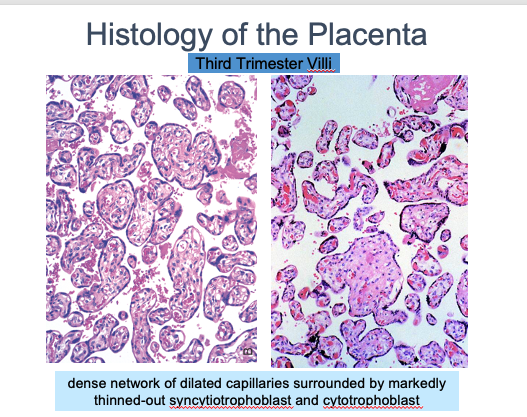 Histology of the Placenta
Third Trimester Villi
B
dense network of dilated capillaries surrounded by markedly
thinned-out syncytiotrophoblast and cytotrophoblast